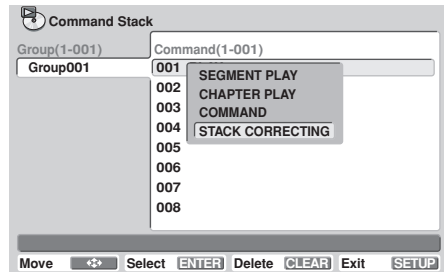 Command Stack
Group(1-001)
Command(1-001)
Group001
001
SEGMENT PLAY
CHAPTER PLAY
COMMAND
STACK CORRECTING
002
003
004
005
006
007
008
Move Select ENTER Delete CLEAR Exit SETUP